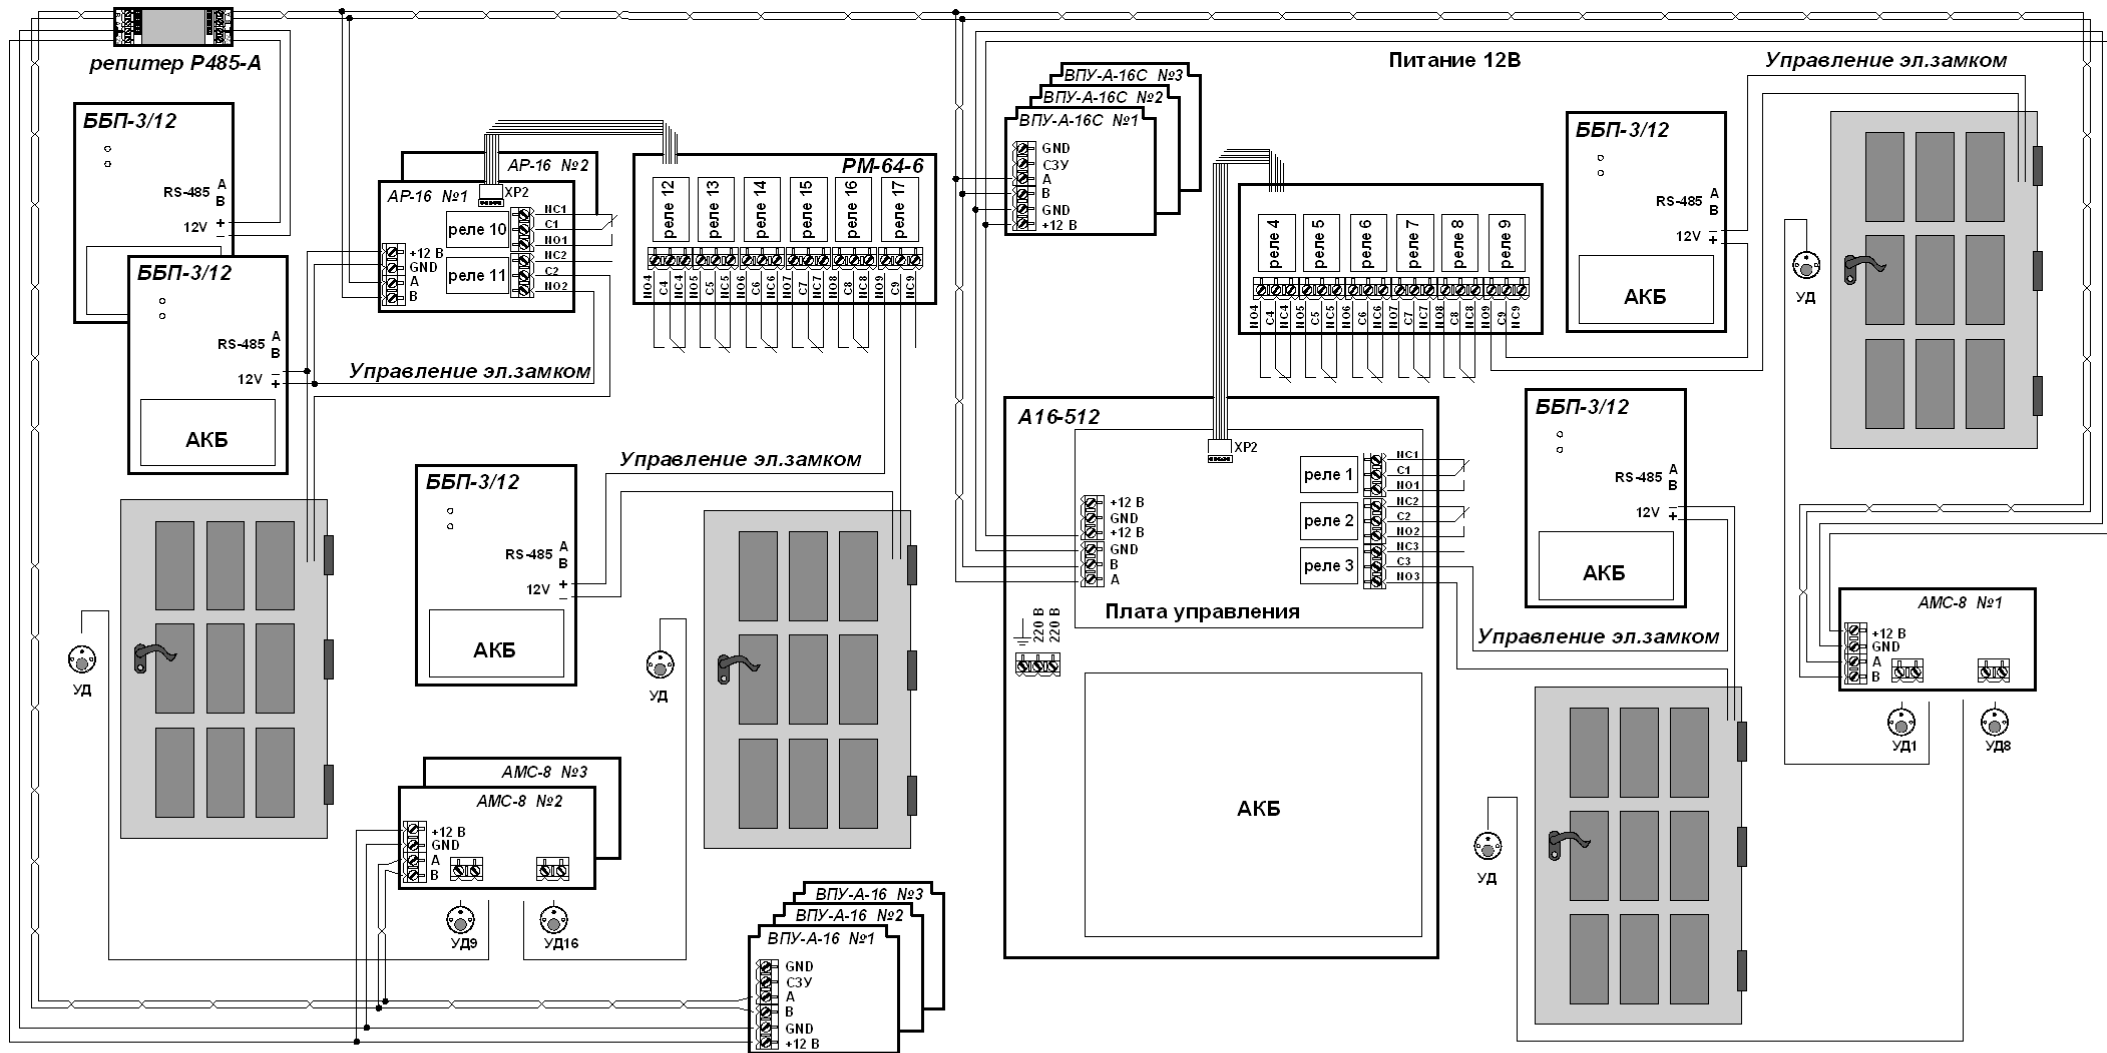 репитер Р485-А
ББП-3/12
RS-485 A
B
12V +
–
ББП-3/12
RS-485 A
B
12V –
+
АКБ
АР-16 №2
АР-16 №1
XP2
реле 10
реле 11
NC1
C1
NO1
NC2
C2
NO2
+12 В
GND
A
B
Управление эл.замком
РМ-64-6
реле 12
реле 13
реле 14
реле 15
реле 16
реле 17
NO4
C4
NC4
NO5
C5
NC5
NO6
C6
NC6
NO7
C7
NC7
NO8
C8
NC8
NO9
C9
NC9
Управление эл.замком
ББП-3/12
RS-485 A
B
12V +
–
АКБ
УД
УД
АМС-8 №3
АМС-8 №2
+12 В
GND
A
B
УД9
УД16
ВПУ-А-16 №3
ВПУ-А-16 №2
ВПУ-А-16 №1
GND
СЗУ
A
B
GND
+12 В
ВПУ-А-16С №3
ВПУ-А-16С №2
ВПУ-А-16С №1
GND
СЗУ
A
B
GND
+12 В
Питание 12В
реле 4
реле 5
реле 6
реле 7
реле 8
реле 9
NO4
C4
NC4
NO5
C5
NC5
NO6
C6
NC6
NO7
C7
NC7
NO8
C8
NC8
NO9
C9
NC9
ББП-3/12
RS-485 A
B
12V –
+
АКБ
Управление эл.замком
УД
А16-512
XP2
реле 1
реле 2
реле 3
NC1
C1
NO1
NC2
C2
NO2
NC3
C3
NO3
+12 В
GND
+12 В
GND
B
A
Плата управления
220 В
220 В
АКБ
ББП-3/12
RS-485 A
B
12V –
+
АКБ
Управление эл.замком
УД
АМС-8 №1
+12 В
GND
A
B
УД1
УД8